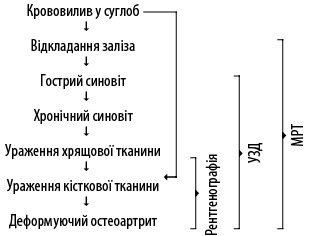 Крововилив у суглоб
Відкладання заліза
Гострий синовіт
Хронічний синовіт
Ураження хрящової тканини
Ураження кісткової тканини
Деформуючий остеоартрит
Рентгенографія
УЗД
МРТ